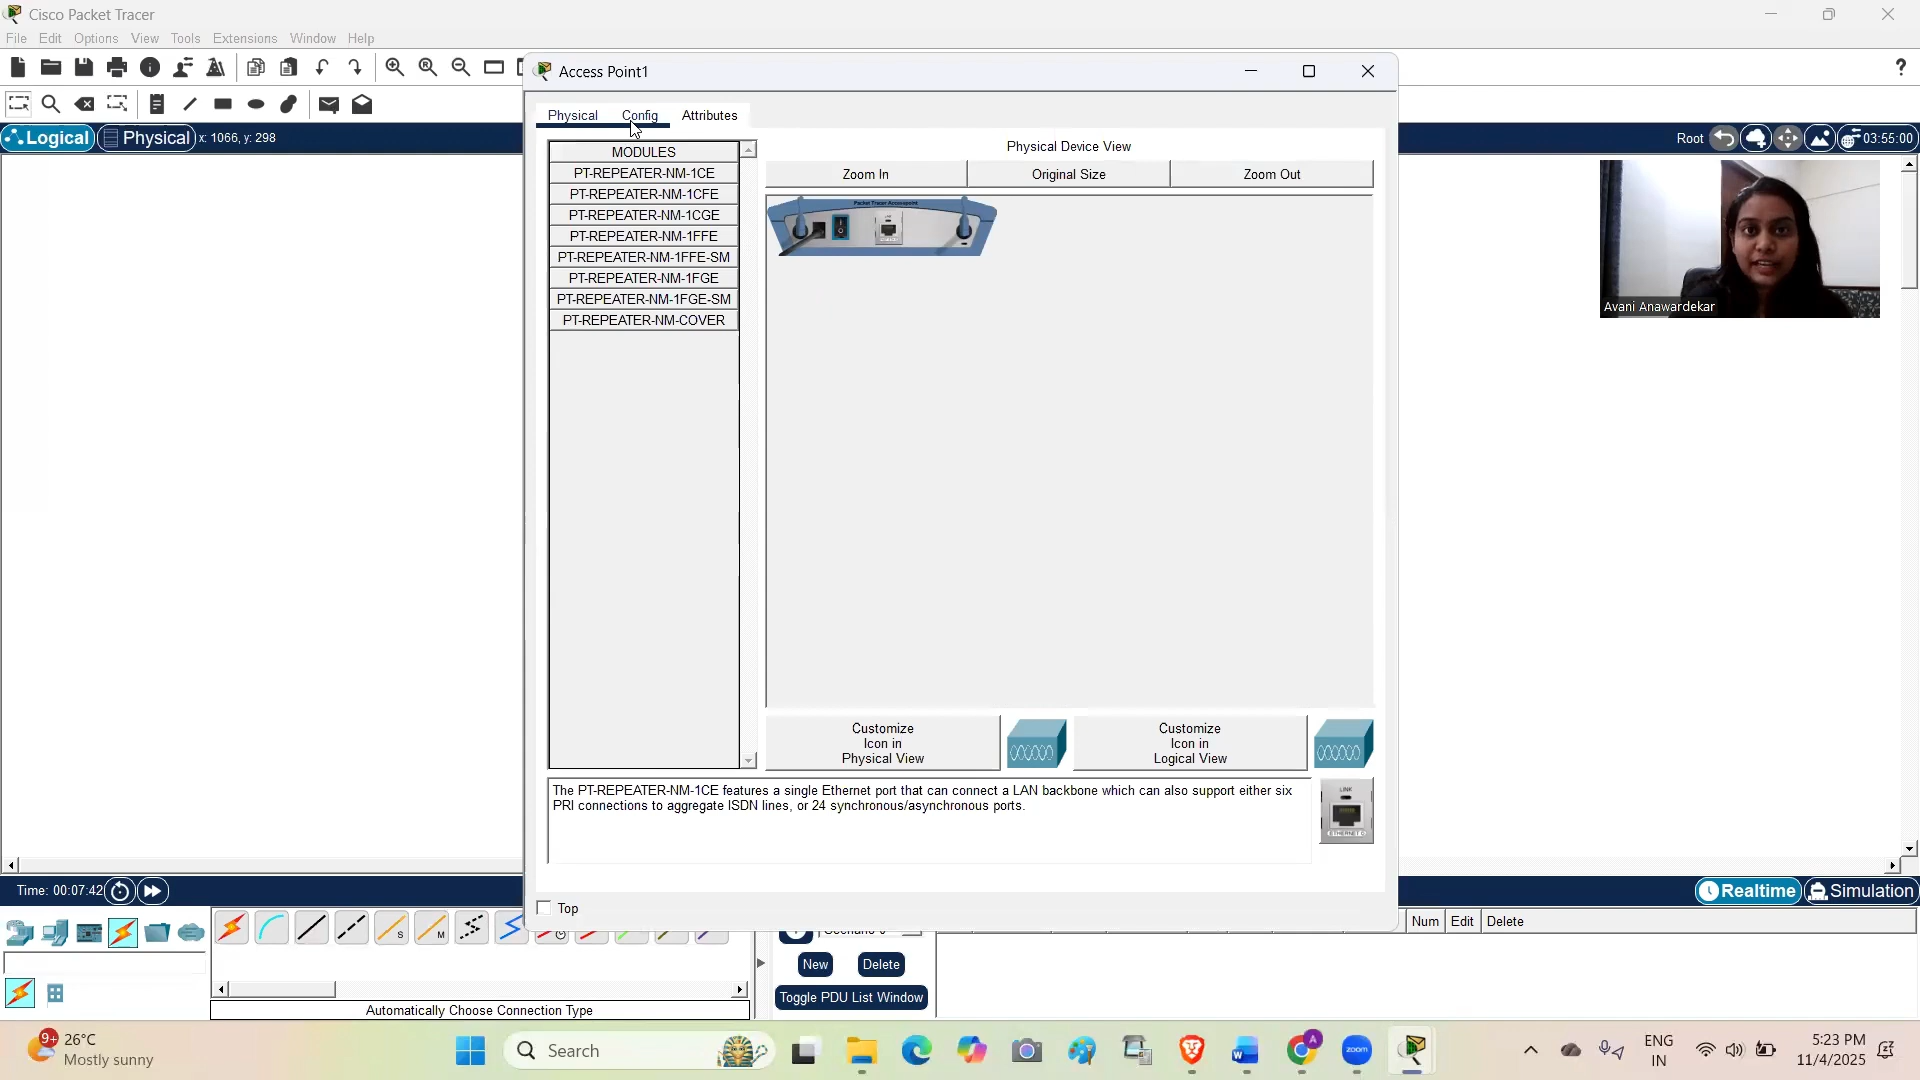 Cisco Packet Tracer
File Edit Options View Tools Extensions Window Help
Access Point1
?
Physical Config Attributes
Logical Physical x: 1066, y: 298
Root 03:55:00
MODULES
PT-REPEATER-NM-1CE
PT-REPEATER-NM-1CFE
PT-REPEATER-NM-1CGE
PT-REPEATER-NM-1FFE
PT-REPEATER-NM-1FFE-SM
PT-REPEATER-NM-1FGE
PT-REPEATER-NM-1FGE-SM
PT-REPEATER-NM-COVER
Physical Device View
Zoom In Original Size Zoom Out
Packet Tracer Accesspoint
Avani Anawardekar
Customize
Icon in
Physical View
Customize
Icon in
Logical View
The PT-REPEATER-NM-1CE features a single Ethernet port that can connect a LAN backbone which can also support either six
PRI connections to aggregate ISDN lines, or 24 synchronous/asynchronous ports.
LINK
Top
Time: 00:07:42
Realtime Simulation
S M
Num Edit Delete
New Delete
Toggle PDU List Window
Automatically Choose Connection Type
9+ 26°C
Mostly sunny
Search
A
zoom
ENG
IN
5:23 PM
11/4/2025